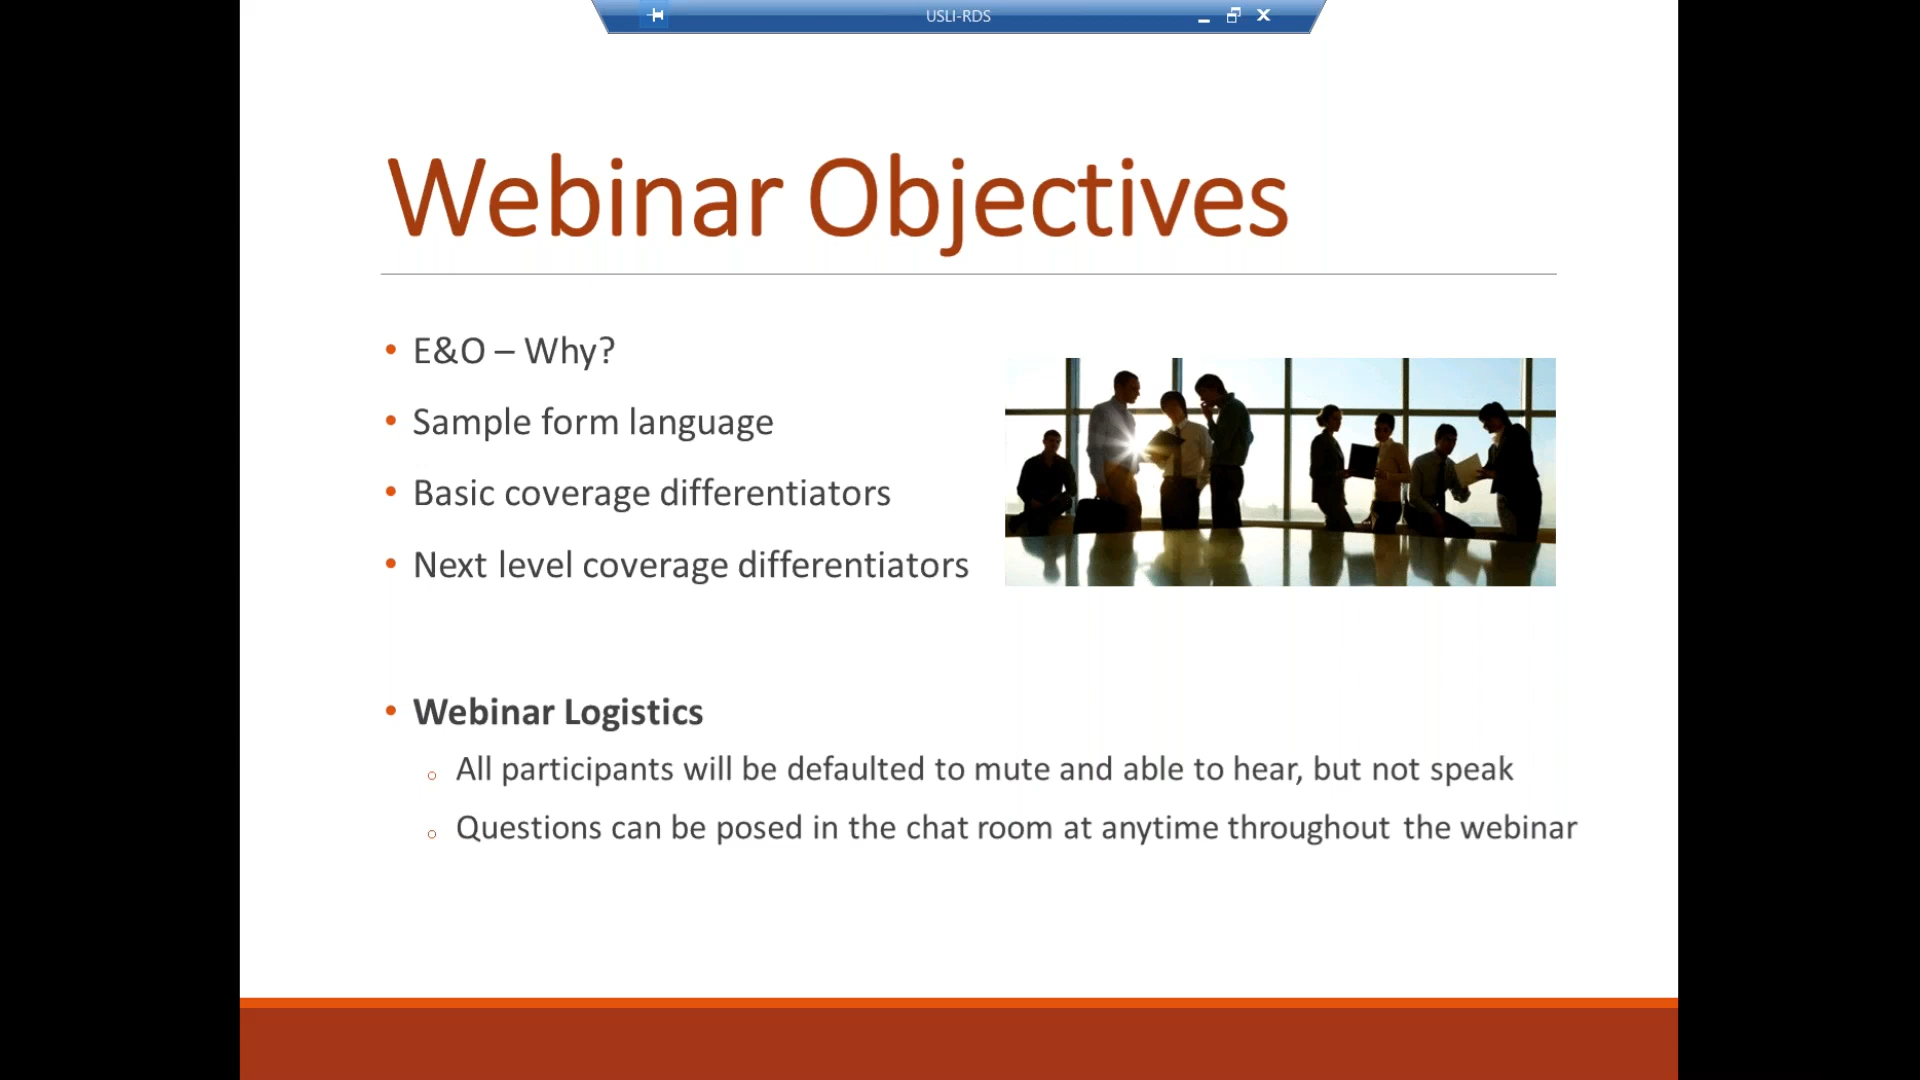 USLI-RDS
Webinar Objectives
• E&O – Why?
• Sample form language
• Basic coverage differentiators
• Next level coverage differentiators
• Webinar Logistics
o All participants will be defaulted to mute and able to hear, but not speak
o Questions can be posed in the chat room at anytime throughout the webinar